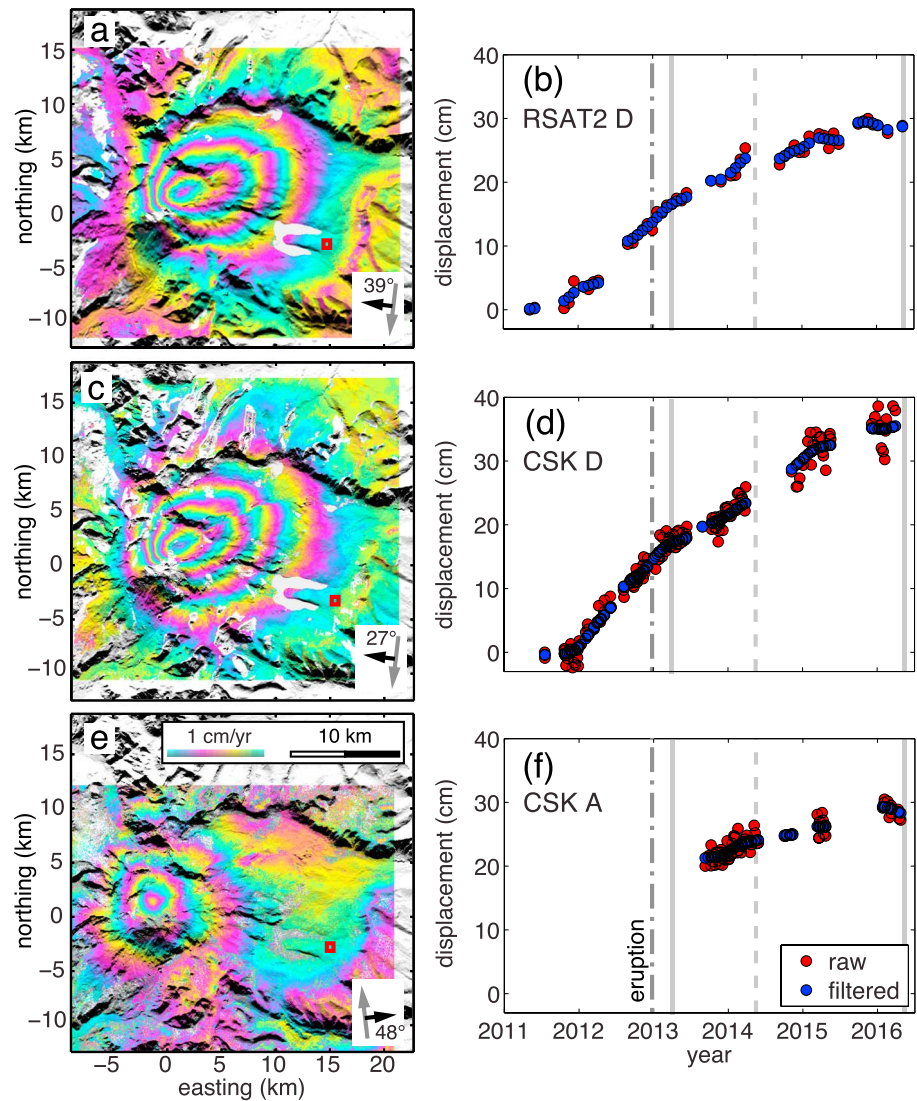 a
15
10
5
0
−5
−10
northing (km)
39°
(b)
RSAT2 D
40
30
20
10
0
displacement (cm)
c
15
10
5
0
−5
−10
northing (km)
27°
(d)
CSK D
40
30
20
10
0
displacement (cm)
e
1 cm/yr
10 km
15
10
5
0
−5
−10
northing (km)
48°
−5 0 5 10 15 20
easting (km)
(f)
CSK A
40
30
20
10
0
displacement (cm)
eruption
raw
filtered
2011 2012 2013 2014 2015 2016
year